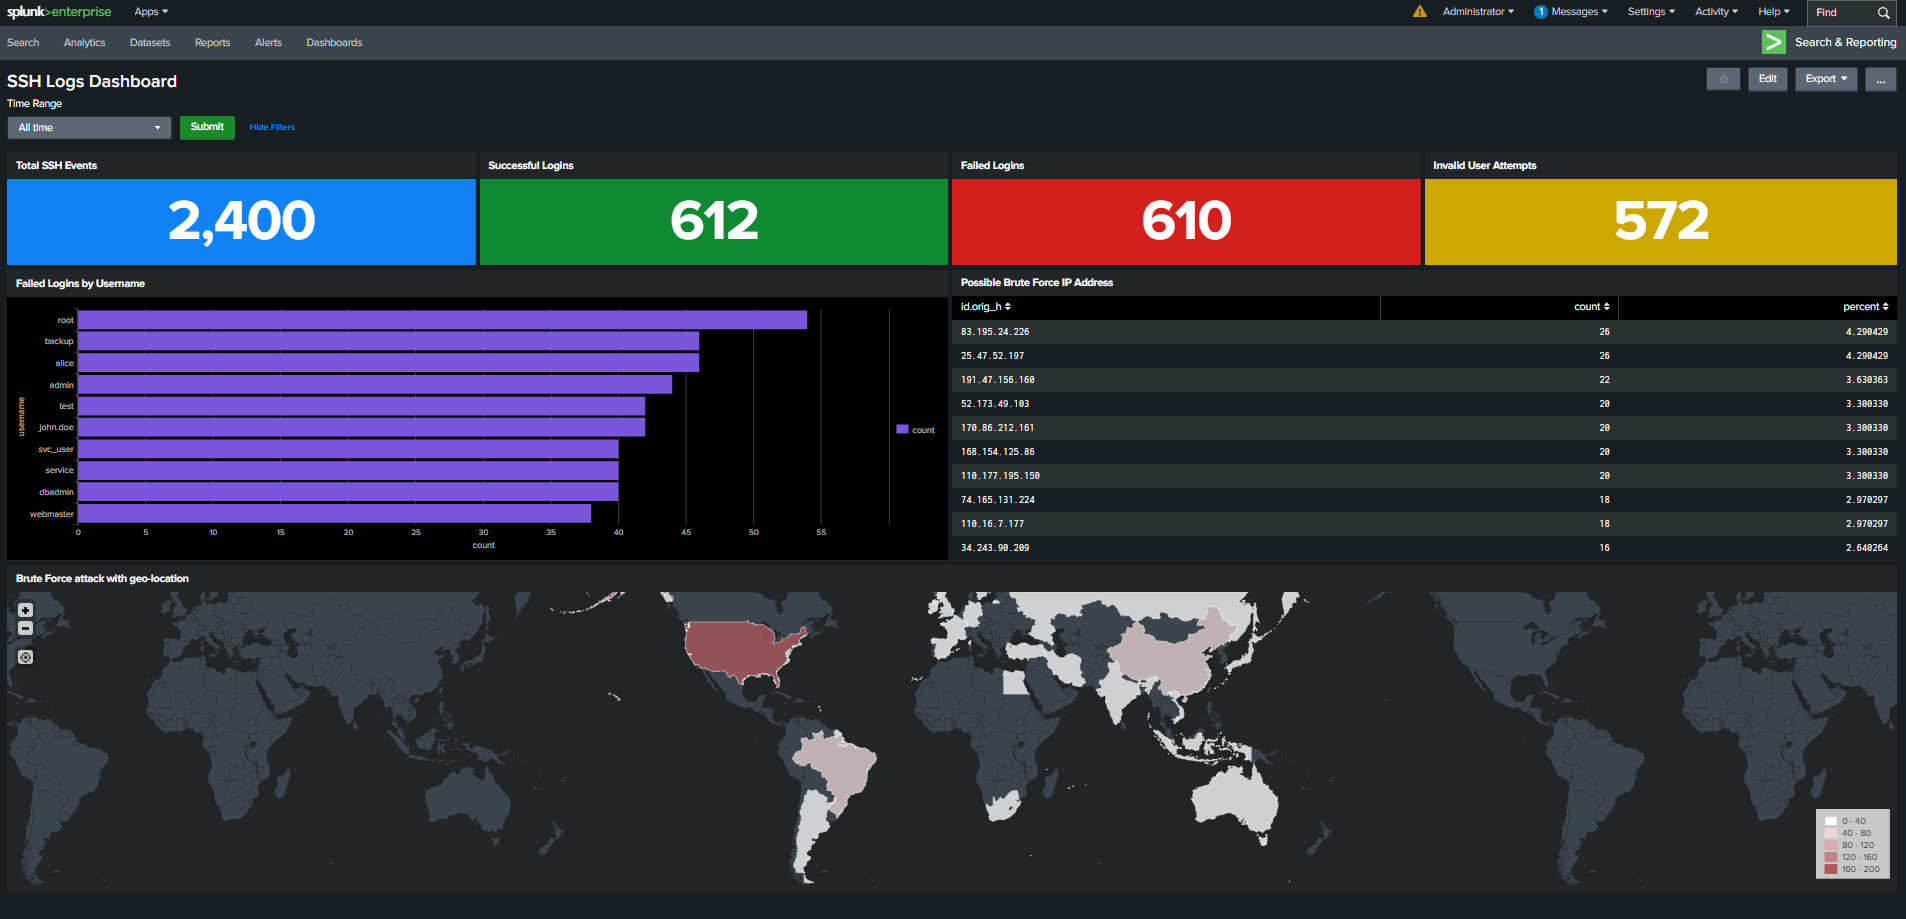 splunk>enterprise Apps Administrator 1 Messages Settings Activity Help Find
Search Analytics Datasets Reports Alerts Dashboards Search & Reporting
SSH Logs Dashboard
Edit Export ...
Time Range
All time Submit Hide Filters
Total SSH Events Successful Logins Failed Logins Invalid User Attempts
2,400 612 610 572
Failed Logins by Username
username
root
backup
alice
admin
test
john.doe
svc_user
service
dbadmin
webmaster
0 5 10 15 20 25 30 35 40 45 50 55
count
count
Possible Brute Force IP Address
id.orig_h count percent
83.195.24.226 26 4.290429
25.47.52.197 26 4.290429
191.47.156.160 22 3.630363
52.173.49.103 20 3.300330
170.86.212.161 20 3.300330
168.154.125.86 20 3.300330
110.177.195.150 20 3.300330
74.165.131.224 18 2.970297
110.16.7.177 18 2.970297
34.243.90.209 16 2.640264
Brute Force attack with geo-location
0 - 40
40 - 80
80 - 120
120 - 160
160 - 200